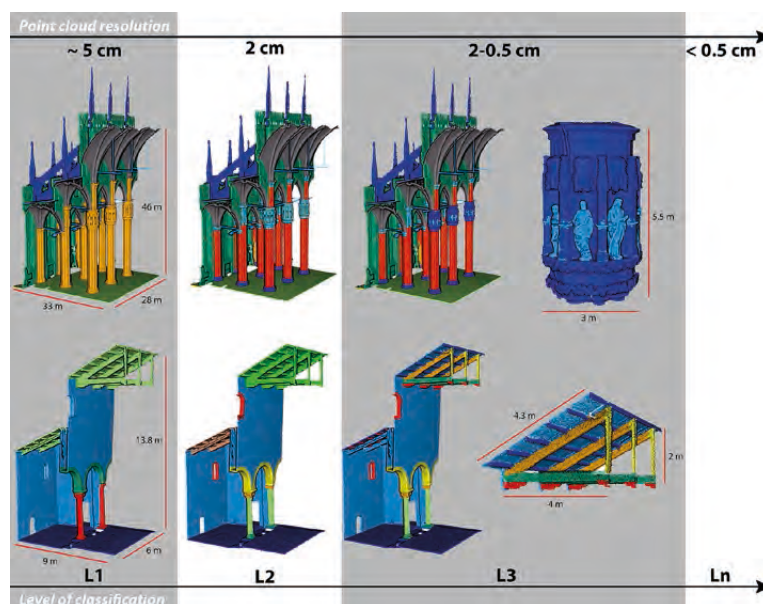 Point cloud resolution
~ 5 cm 2 cm 2-0.5 cm < 0.5 cm
46 m
33 m
28 m
5.5 m
3 m
13.8 m
9 m
6 m
4.3 m
2 m
4 m
L1 L2 L3 Ln
Level of classification